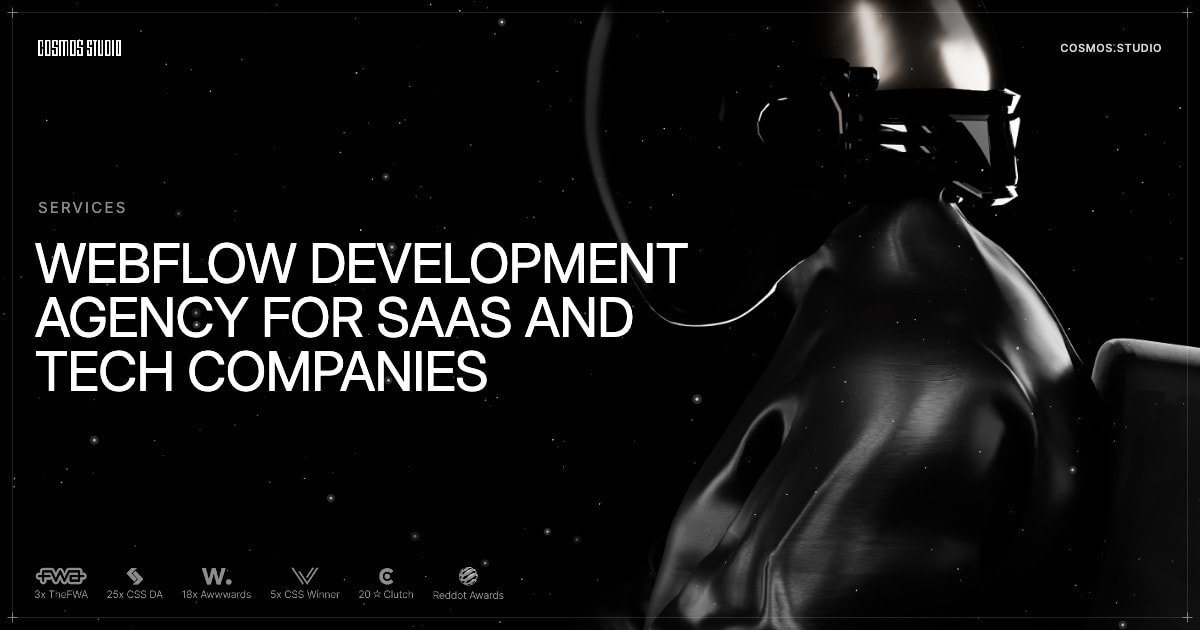 COSMOS STUDIO
COSMOS.STUDIO
SERVICES
WEBFLOW DEVELOPMENT
AGENCY FOR SAAS AND
TECH COMPANIES
FWA W. C
3x TheFWA 25x CSS DA 18x Awwwards 5x CSS Winner 20 ☆ Clutch Reddot Awards